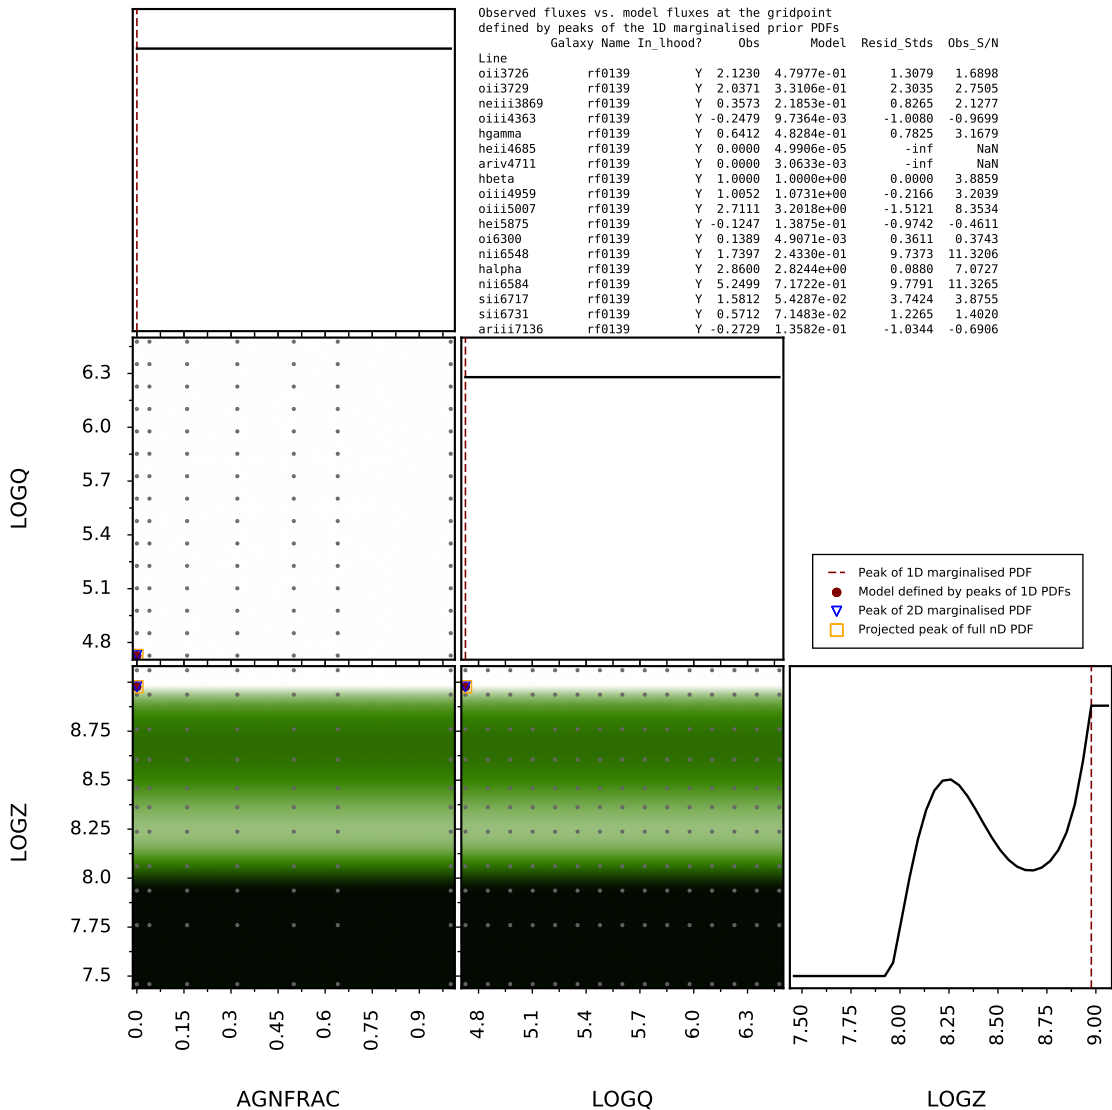 Observed fluxes vs. model fluxes at the gridpoint
defined by peaks of the 1D marginalised prior PDFs
Galaxy Name In_lhood? Obs Model Resid_Stds Obs_S/N
Line
oii3726 rf0139 Y 2.1230 4.7977e-01 1.3079 1.6898
oii3729 rf0139 Y 2.0371 3.3106e-01 2.3035 2.7505
neiii3869 rf0139 Y 0.3573 2.1853e-01 0.8265 2.1277
oiii4363 rf0139 Y -0.2479 9.7364e-03 -1.0080 -0.9699
hgamma rf0139 Y 0.6412 4.8284e-01 0.7825 3.1679
heii4685 rf0139 Y 0.0000 4.9906e-05 -inf NaN
ariv4711 rf0139 Y 0.0000 3.0633e-03 -inf NaN
hbeta rf0139 Y 1.0000 1.0000e+00 0.0000 3.8859
oiii4959 rf0139 Y 1.0052 1.0731e+00 -0.2166 3.2039
oiii5007 rf0139 Y 2.7111 3.2018e+00 -1.5121 8.3534
hei5875 rf0139 Y -0.1247 1.3875e-01 -0.9742 -0.4611
oi6300 rf0139 Y 0.1389 4.9071e-03 0.3611 0.3743
nii6548 rf0139 Y 1.7397 2.4330e-01 9.7373 11.3206
halpha rf0139 Y 2.8600 2.8244e+00 0.0880 7.0727
nii6584 rf0139 Y 5.2499 7.1722e-01 9.7791 11.3265
sii6717 rf0139 Y 1.5812 5.4287e-02 3.7424 3.8755
sii6731 rf0139 Y 0.5712 7.1483e-02 1.2265 1.4020
ariii7136 rf0139 Y -0.2729 1.3582e-01 -1.0344 -0.6906
6.3
6.0
5.7
5.4
5.1
4.8
LOGQ
Peak of 1D marginalised PDF
Model defined by peaks of 1D PDFs
Peak of 2D marginalised PDF
Projected peak of full nD PDF
8.75
8.5
8.25
8.0
7.75
7.5
LOGZ
0.0 0.15 0.3 0.45 0.6 0.75 0.9
4.8 5.1 5.4 5.7 6.0 6.3
7.50 7.75 8.00 8.25 8.50 8.75 9.00
AGNFRAC LOGQ LOGZ